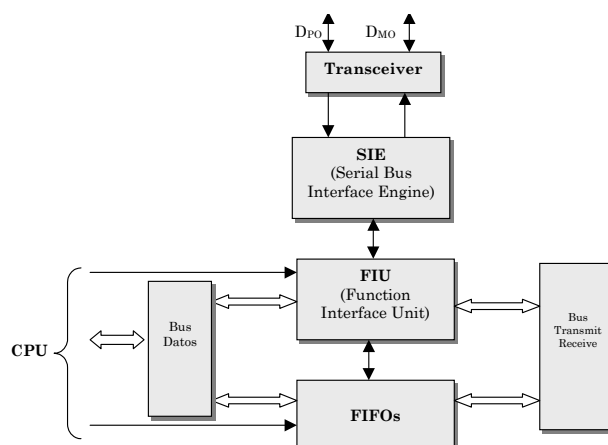 DPO DMO
Transceiver
SIE
(Serial Bus
Interface Engine)
FIU
(Function
Interface Unit)
Bus
Datos
CPU
Bus
Transmit
Receive
FIFOs